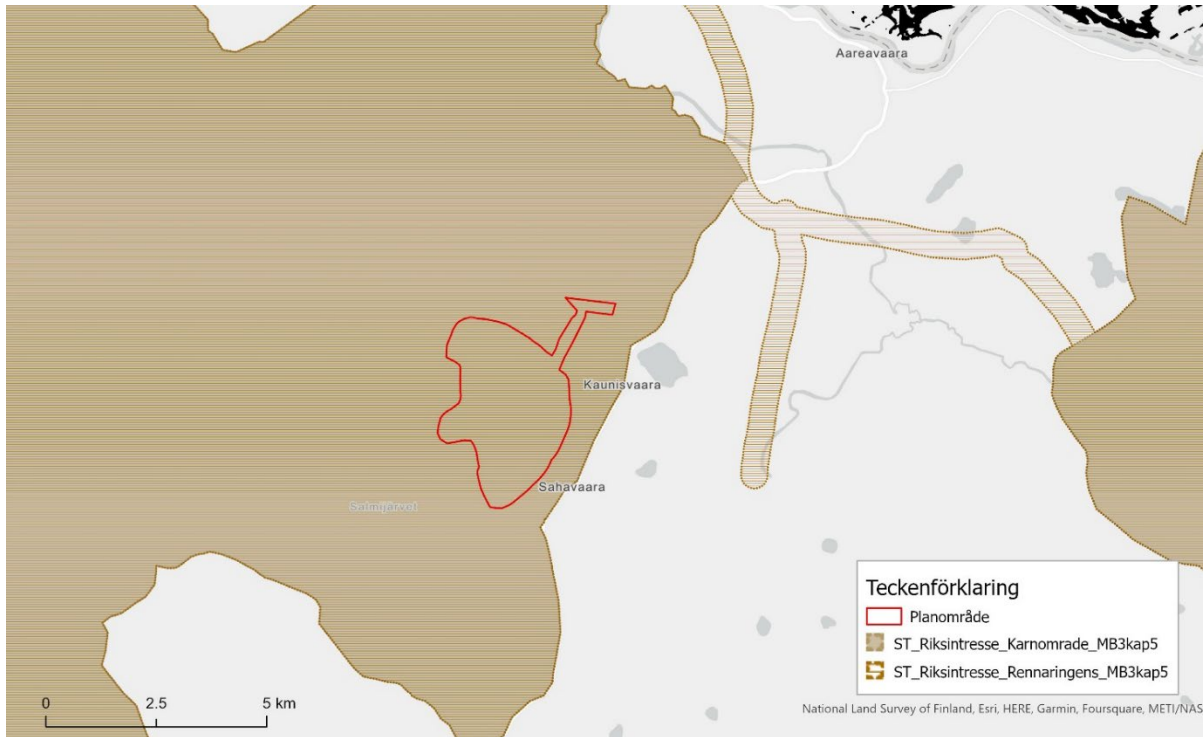 Aareavaara
Kaunisvaara
Sahavaara
Salmijärvet
Teckenförklaring
Planområde
ST_Riksintresse_Karnomrade_MB3kap5
ST_Riksintresse_Rennaringens_MB3kap5
0 2.5 5 km
National Land Survey of Finland, Esri, HERE, Garmin, Foursquare, METI/NAS